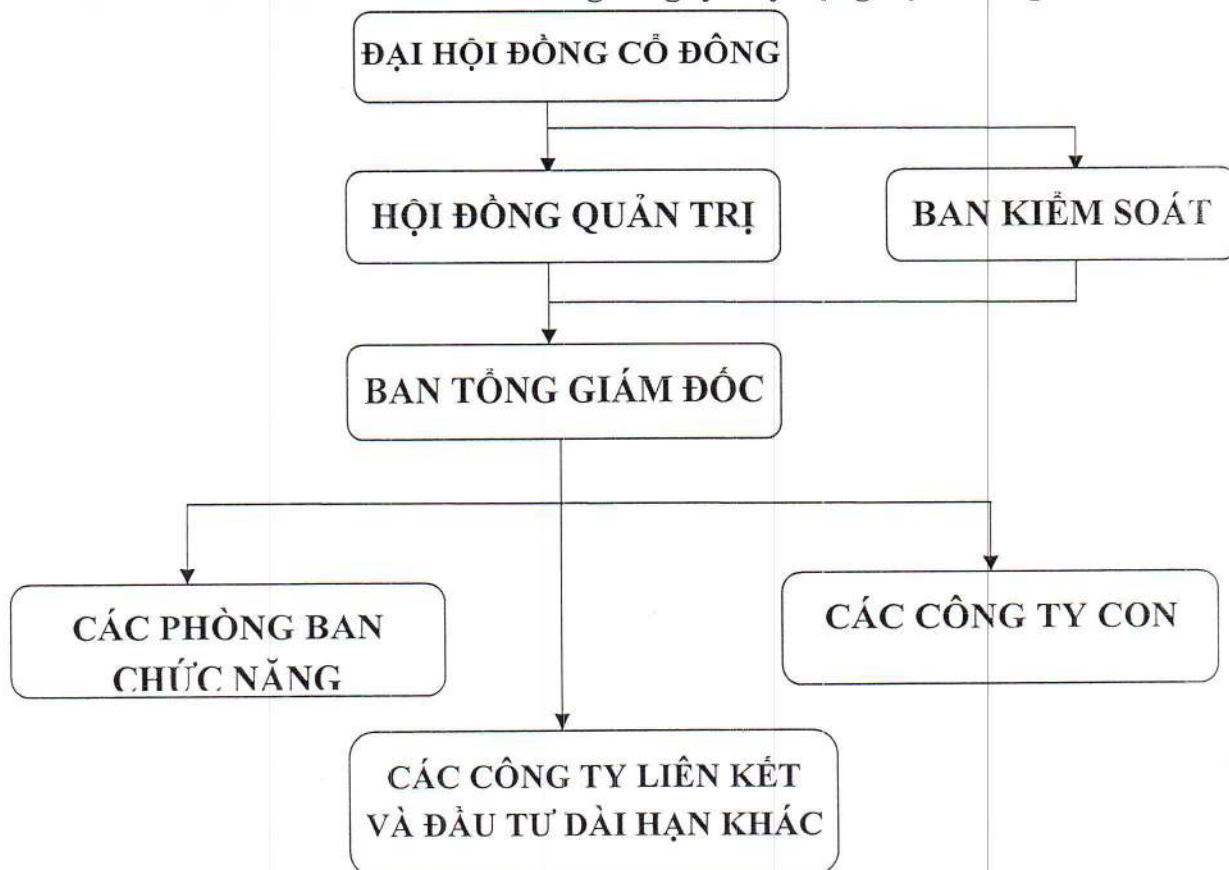 ĐẠI HỘI ĐỒNG CỔ ĐÔNG
HỘI ĐỒNG QUẢN TRỊ
BAN KIỂM SOÁT
BAN TỔNG GIÁM ĐỐC
CÁC PHÒNG BAN
CHỨC NĂNG
CÁC CÔNG TY CON
CÁC CÔNG TY LIÊN KẾT
VÀ ĐẦU TƯ DÀI HẠN KHÁC